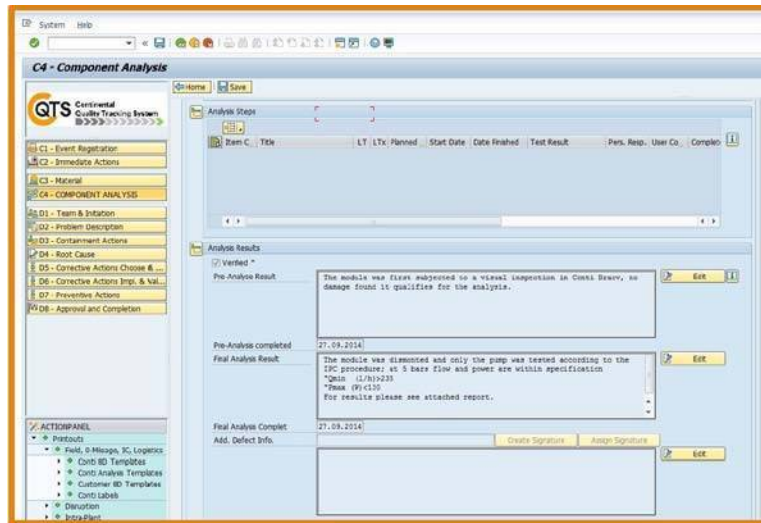 System Help
C4 - Component Analysis
Home Save
QTS Continental
Quality Tracking System
C1 - Event Registration
C2 - Immediate Actions
C3 - Material
C4 - COMPONENT ANALYSIS
D1 - Team & Initiation
D2 - Problem Description
D3 - Containment Actions
D4 - Root Cause
D5 - Corrective Actions Choose & ...
D6 - Corrective Actions Impl. & Val...
D7 - Preventive Actions
D8 - Approval and Completion
Analysis Steps
Item C.. Title LT LTx Planned Start Date Date Finished Test Result Pers. Resp. User Co.. Complet
Analysis Results
Verified *
Pre-Analyse Result
The module was first subjected to a visual inspection in Conti no
damage found it qualifies for the analysis.
Edit
Pre-Analysis completed 27.09.2014
Final Analysis Result
The module was dismonted and only the pump was tested according to the
IPC procedure; at 5 bars flow and power are within specification
"Qmin (l/h)>235
"Pmax (W)<130
For results please see attached report.
Edit
Final Analysis Complet 27.09.2014
Add. Defect Info.
Create Signature Assign Signature
Edit
ACTIONPANEL
Printouts
Field, 0-Mileage, IC, Logistics
Conti 8D Templates
Conti Analysis Templates
Customer 8D Templates
Conti Labels
Disruption
Intra-Plant